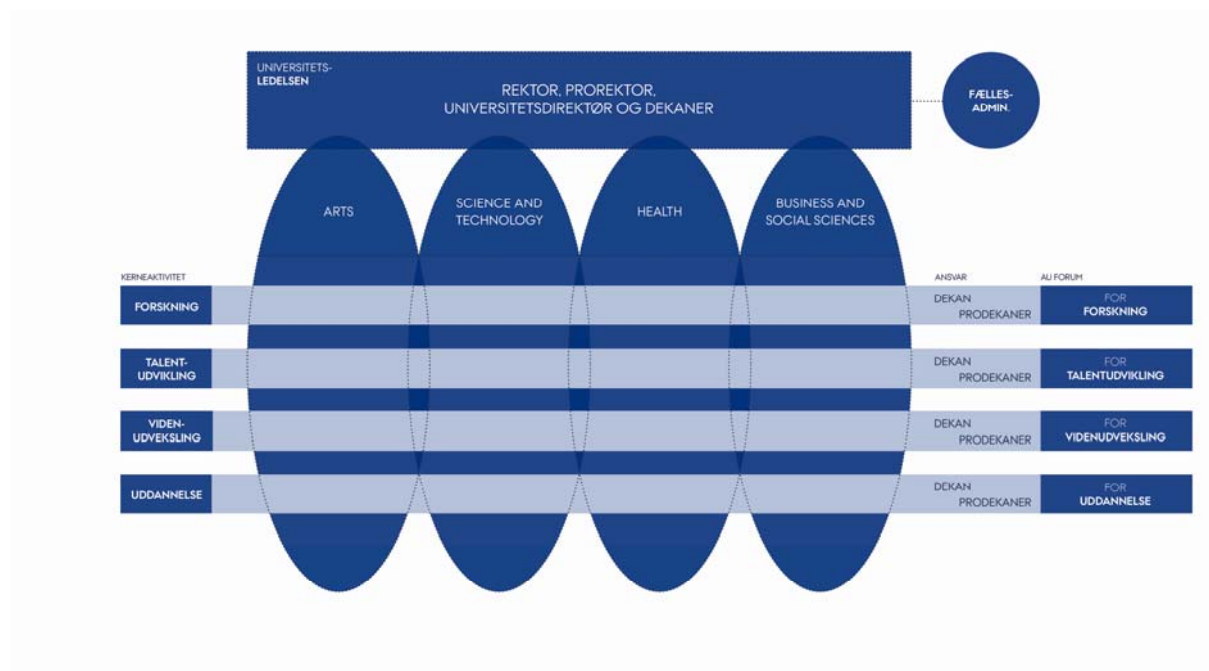 UNIVERSITETS-
LEDELSEN
REKTOR, PROREKTOR,
UNIVERSITETSDIREKTØR OG DEKANER
FÆLLES-
ADMIN.
ARTS
SCIENCE AND
TECHNOLOGY
HEALTH
BUSINESS AND
SOCIAL SCIENCES
KERNEAKTIVITET
ANSVAR
AU FORUM
FORSKNING
DEKAN
PRODEKANER
FOR
FORSKNING
TALENT-
UDVIKLING
DEKAN
PRODEKANER
FOR
TALENTUDVIKLING
VIDEN-
UDVEKSLING
DEKAN
PRODEKANER
FOR
VIDENUDVEKSLING
UDDANNELSE
DEKAN
PRODEKANER
FOR
UDDANNELSE